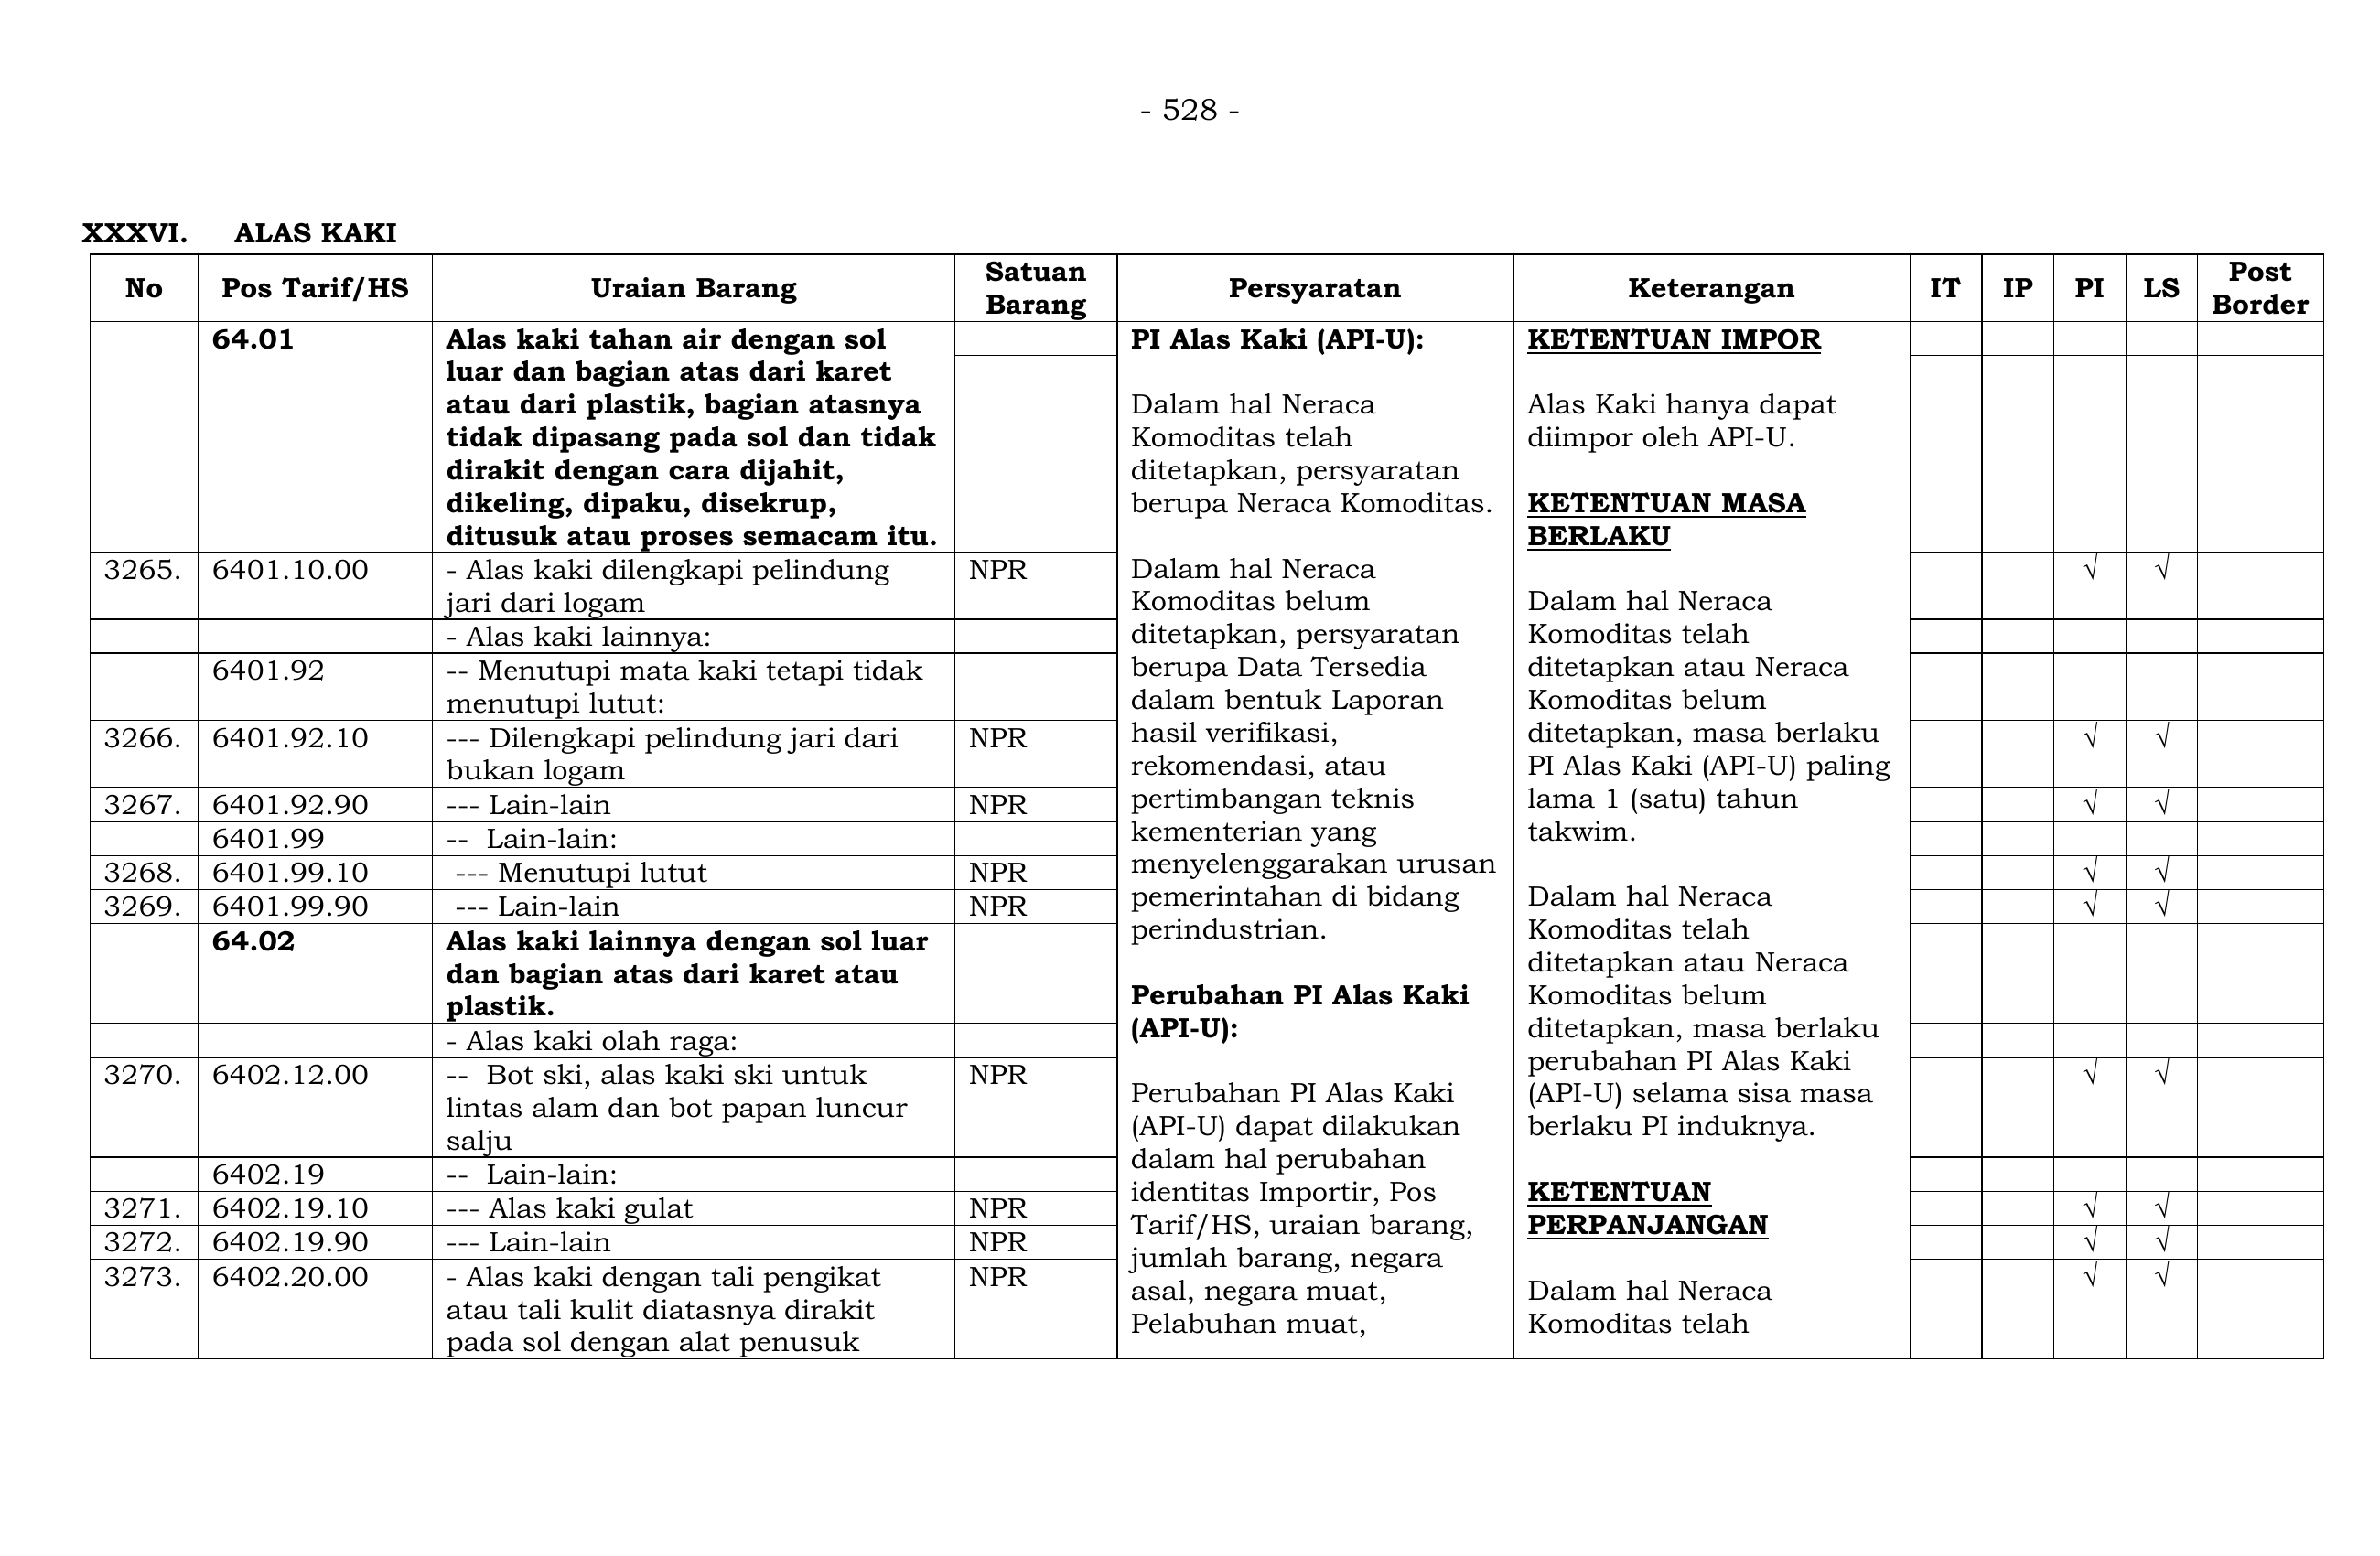 - 528 -
XXXVI. ALAS KAKI
No Pos Tarif/HS Uraian Barang Satuan Barang Persyaratan Keterangan IT IP PI LS Post Border
64.01 Alas kaki tahan air dengan sol
luar dan bagian atas dari karet
atau dari plastik, bagian atasnya
tidak dipasang pada sol dan tidak
dirakit dengan cara dijahit,
dikeling, dipaku, disekrup,
ditusuk atau proses semacam itu.
3265. 6401.10.00 - Alas kaki dilengkapi pelindung NPR √ √
jari dari logam
- Alas kaki lainnya:
6401.92 -- Menutupi mata kaki tetapi tidak
menutupi lutut:
3266. 6401.92.10 --- Dilengkapi pelindung jari dari NPR √ √
bukan logam
3267. 6401.92.90 --- Lain-lain NPR √ √
6401.99 -- Lain-lain:
3268. 6401.99.10 --- Menutupi lutut NPR √ √
3269. 6401.99.90 --- Lain-lain NPR √ √
64.02 Alas kaki lainnya dengan sol luar
dan bagian atas dari karet atau
plastik.
- Alas kaki olah raga:
3270. 6402.12.00 -- Bot ski, alas kaki ski untuk NPR √ √
lintas alam dan bot papan luncur
salju
6402.19 -- Lain-lain:
3271. 6402.19.10 --- Alas kaki gulat NPR √ √
3272. 6402.19.90 --- Lain-lain NPR √ √
3273. 6402.20.00 - Alas kaki dengan tali pengikat NPR √ √
atau tali kulit diatasnya dirakit
pada sol dengan alat penusuk
PI Alas Kaki (API-U):
Dalam hal Neraca
Komoditas telah
ditetapkan, persyaratan
berupa Neraca Komoditas.
Dalam hal Neraca
Komoditas belum
ditetapkan, persyaratan
berupa Data Tersedia
dalam bentuk Laporan
hasil verifikasi,
rekomendasi, atau
pertimbangan teknis
kementerian yang
menyelenggarakan urusan
pemerintahan di bidang
perindustrian.
Perubahan PI Alas Kaki
(API-U):
Perubahan PI Alas Kaki
(API-U) dapat dilakukan
dalam hal perubahan
identitas Importir, Pos
Tarif/HS, uraian barang,
jumlah barang, negara
asal, negara muat,
Pelabuhan muat,
KETENTUAN IMPOR
Alas Kaki hanya dapat
diimpor oleh API-U.
KETENTUAN MASA
BERLAKU
Dalam hal Neraca
Komoditas telah
ditetapkan atau Neraca
Komoditas belum
ditetapkan, masa berlaku
PI Alas Kaki (API-U) paling
lama 1 (satu) tahun
takwim.
Dalam hal Neraca
Komoditas telah
ditetapkan atau Neraca
Komoditas belum
ditetapkan, masa berlaku
perubahan PI Alas Kaki
(API-U) selama sisa masa
berlaku PI induknya.
KETENTUAN
PERPANJANGAN
Dalam hal Neraca
Komoditas telah